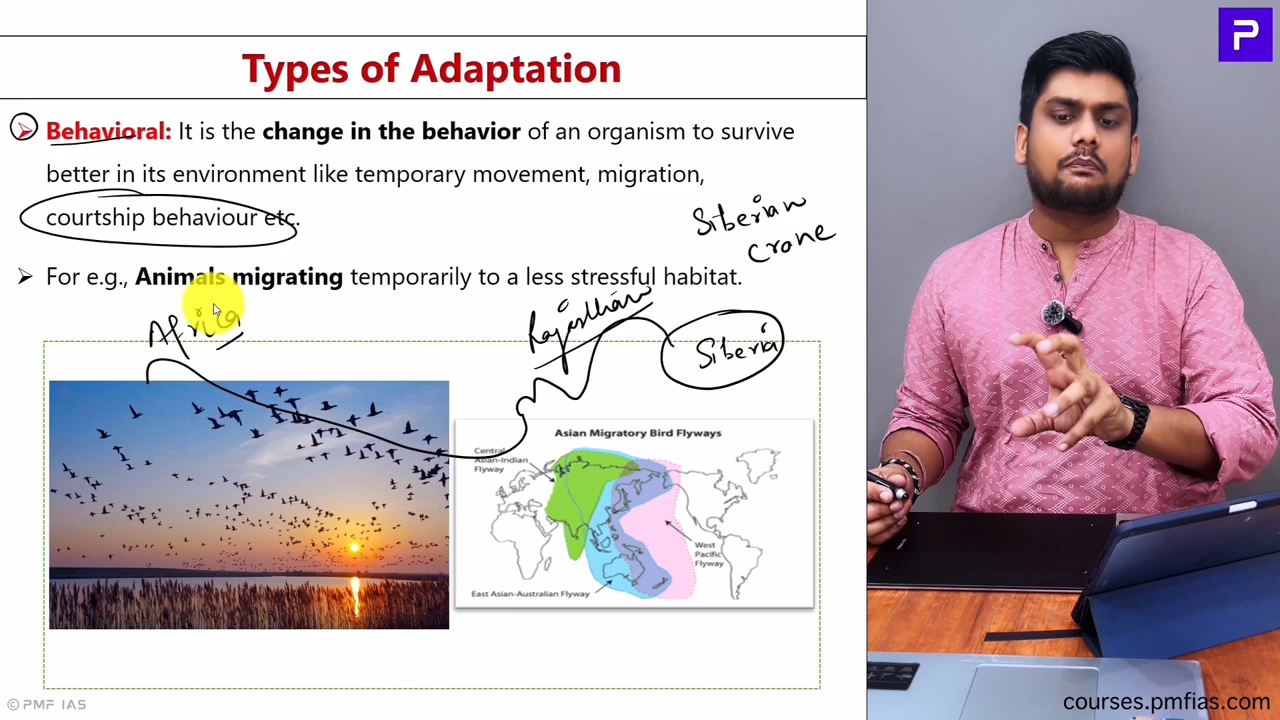 P
Types of Adaptation
➢ Behavioral: It is the change in the behavior of an organism to survive
better in its environment like temporary movement, migration,
courtship behaviour etc.
Siberian
crane
➢ For e.g., Animals migrating temporarily to a less stressful habitat.
Africa
Rajasthan
Siberia
Asian Migratory Bird Flyways
Central
Asian-Indian
Flyway
West
Pacific
Flyway
East Asian-Australian Flyway
© PMF IAS
courses.pmfias.com